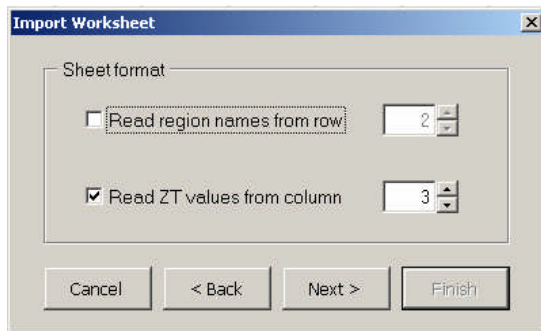 Import Worksheet
Sheet format
Read region names from row 2
Read ZT values from column 3
Cancel < Back Next > Finish